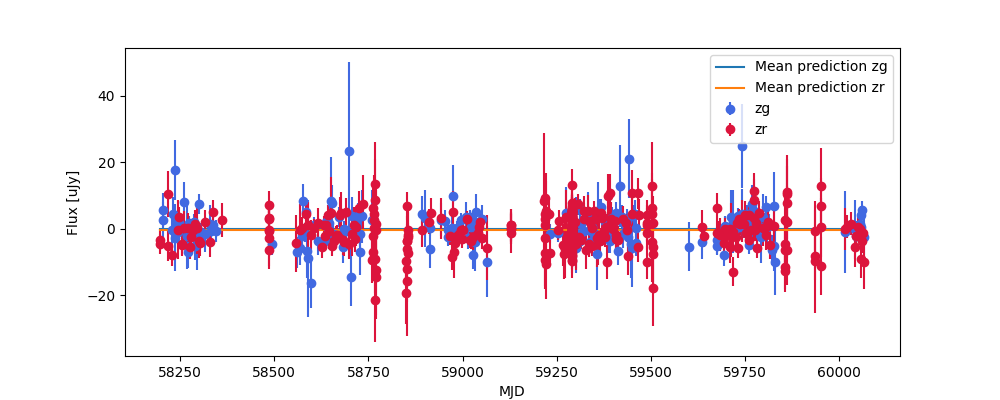 Mean prediction zg
Mean prediction zr
zg
zr
Flux [uJy]
40
20
0
−20
58250
58500
58750
59000
59250
59500
59750
60000
MJD